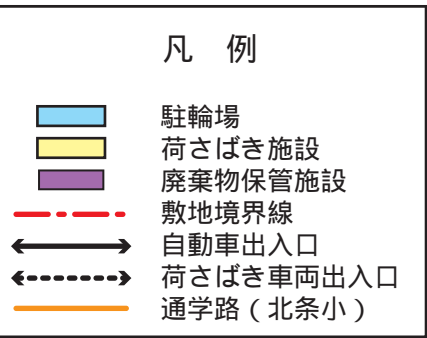 凡　例
駐輪場
荷さばき施設
廃棄物保管施設
敷地境界線
自動車出入口
荷さばき車両出入口
通学路（北条小）